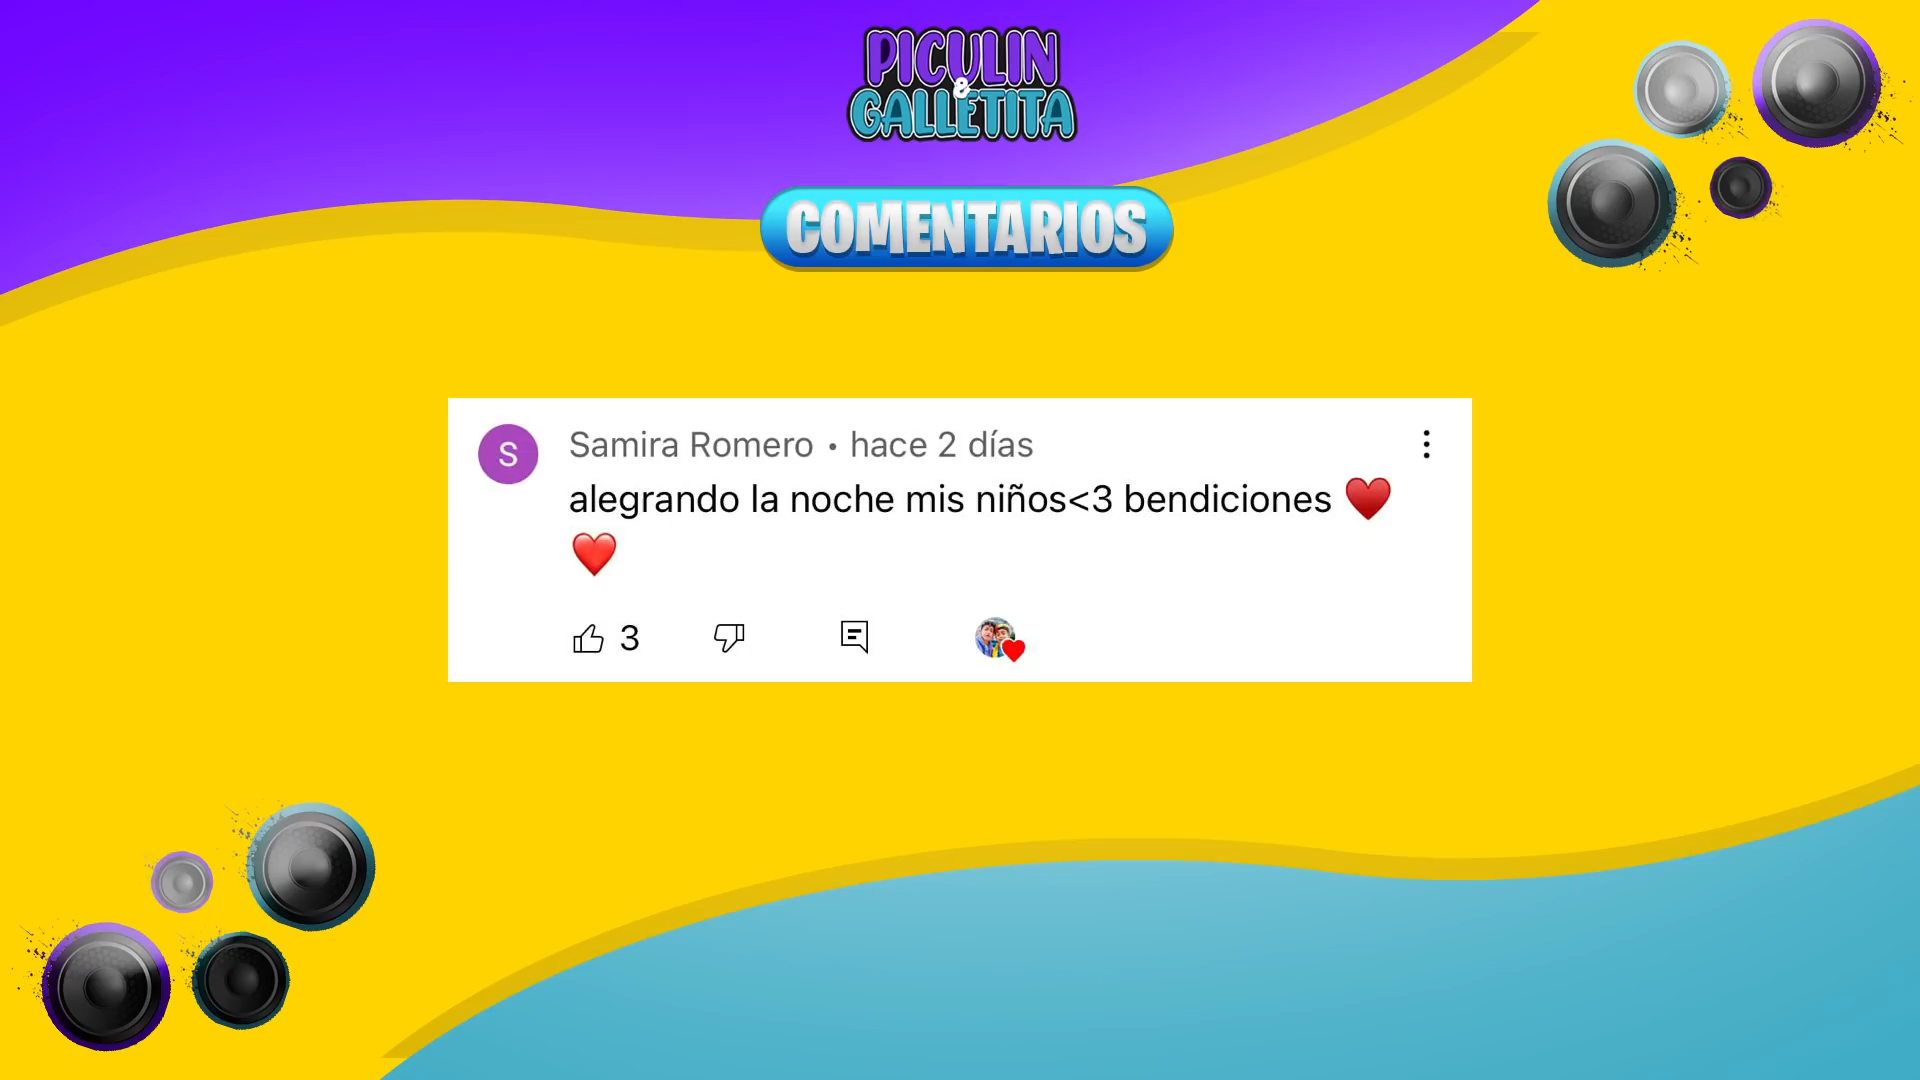 PICULIN
&
GALLETITA
COMENTARIOS
S
Samira Romero • hace 2 días
alegrando la noche mis niños<3 bendiciones ♥️
❤️
3